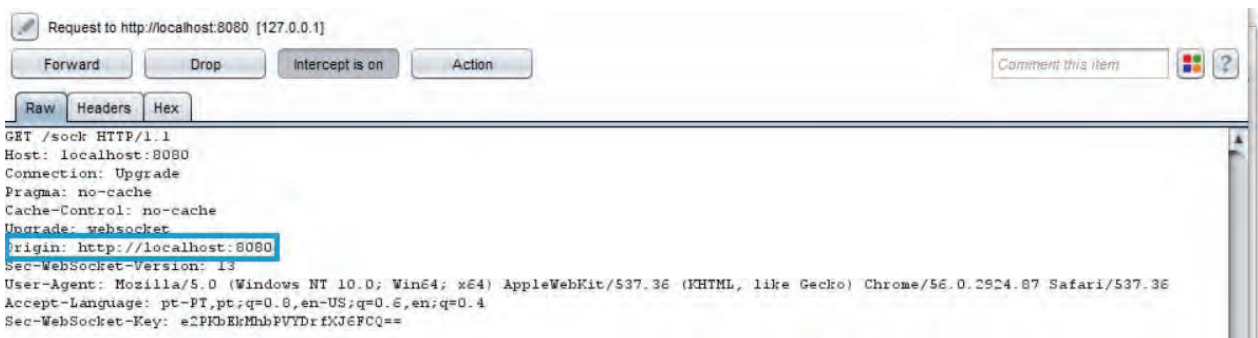 Request to http://localhost:8080 [127.0.0.1]
Forward Drop Intercept is on Action Comment this item ?
Raw Headers Hex
GET /sock HTTP/1.1
Host: localhost:8080
Connection: Upgrade
Pragma: no-cache
Cache-Control: no-cache
Upgrade: websocket
Origin: http://localhost:8080
Sec-WebSocket-Version: 13
User-Agent: Mozilla/5.0 (Windows NT 10.0; Win64; x64) AppleWebKit/537.36 (KHTML, like Gecko) Chrome/56.0.2924.87 Safari/537.36
Accept-Language: pt-PT,pt;q=0.8,en-US;q=0.6,en;q=0.4
Sec-WebSocket-Key: e2PKbEkMhbPVYDrfXJ6FCQ==